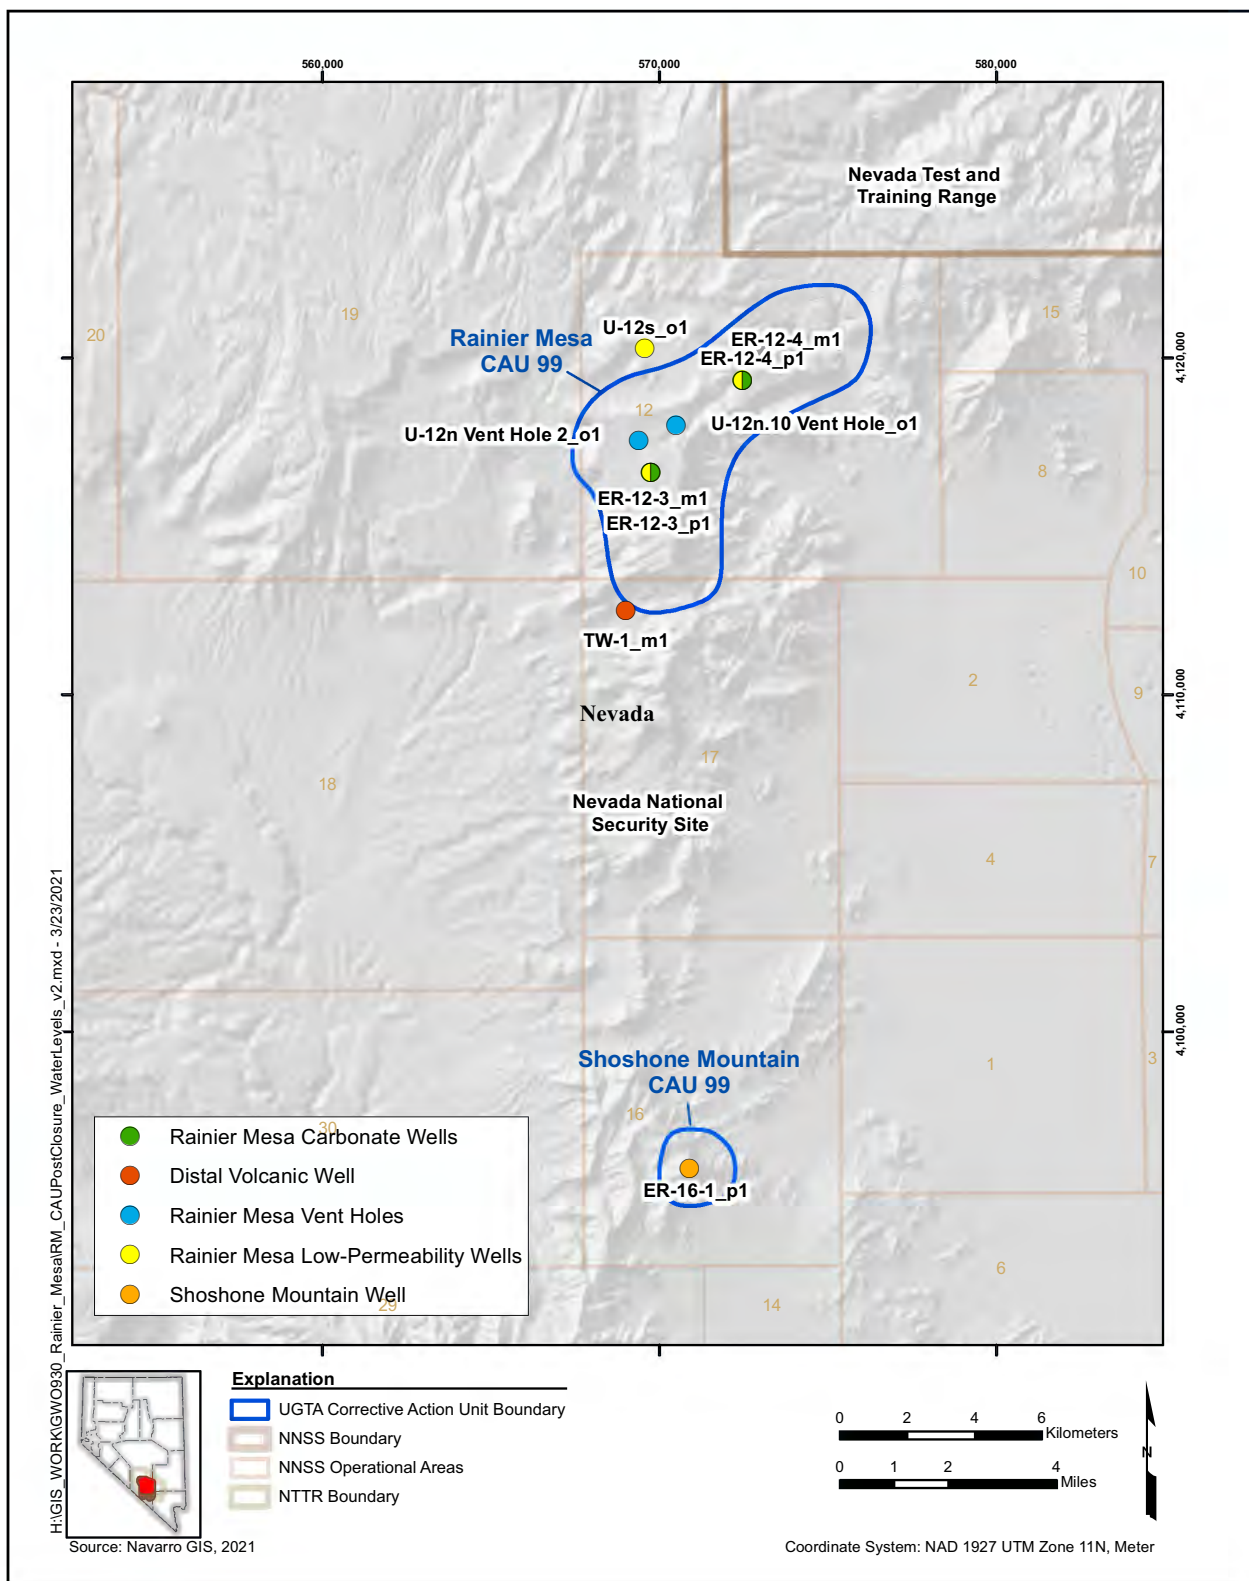 560,000
570,000
580,000
Nevada Test and
Training Range
15
19
20
U-12s_o1
Rainier Mesa
CAU 99
ER-12-4_m1
ER-12-4_p1
4,120,000
12
U-12n.10 Vent Hole_o1
U-12n Vent Hole 2_o1
8
ER-12-3_m1
ER-12-3_p1
10
TW-1_m1
2
9
4,110,000
Nevada
17
18
Nevada National
Security Site
4
7
4,100,000
Shoshone Mountain
CAU 99
1
3
16
30
ER-16-1_p1
Rainier Mesa Carbonate Wells
Distal Volcanic Well
Rainier Mesa Vent Holes
Rainier Mesa Low-Permeability Wells
Shoshone Mountain Well
6
29
14
H:\GIS_WORK\GWO930_Rainier_Mesa\RM_CAUPostClosure_WaterLevels_v2.mxd - 3/23/2021
Explanation
UGTA Corrective Action Unit Boundary
NNSS Boundary
NNSS Operational Areas
NTTR Boundary
0 2 4 6
Kilometers
0 1 2 4
Miles
N
Source: Navarro GIS, 2021
Coordinate System: NAD 1927 UTM Zone 11N, Meter